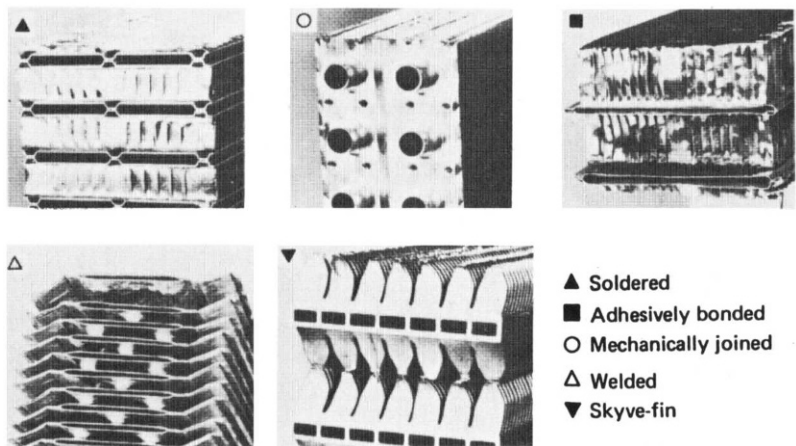 ▲ Soldered
■ Adhesively bonded
○ Mechanically joined
△ Welded
▼ Skyve-fin